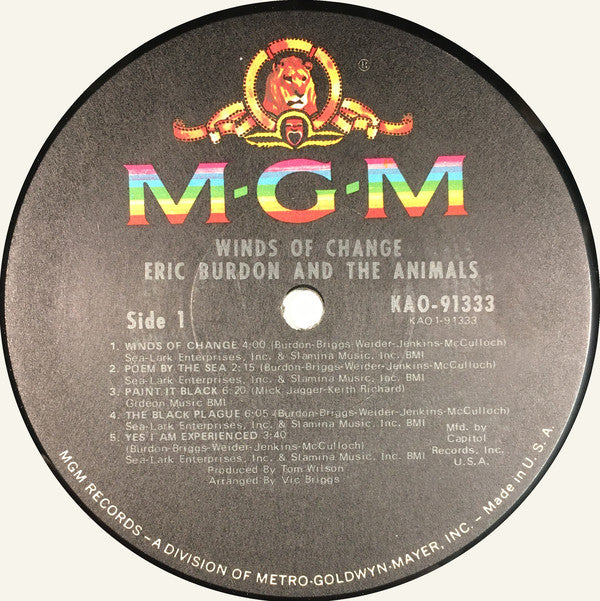 ®
M·G·M
WINDS OF CHANGE
ERIC BURDON AND THE ANIMALS
Side 1
KAO-91333
KAO1-91333
1. WINDS OF CHANGE 4:00 (Burdon-Briggs-Weider-Jenkins-McCulloch)
Sea-Lark Enterprises, Inc. & Slamina Music, Inc. BMI
2. POEM BY THE SEA 2:15 (Burdon-Briggs-Weider-Jenkins-McCulloch)
Sea-Lark Enterprises, Inc. & Slamina Music, Inc. BMI
3. PAINT IT BLACK 6:20 (Mick Jagger-Keith Richard)
Gideon Music BMI
4. THE BLACK PLAGUE 6:05 (Burdon-Briggs-Weider-Jenkins-McCulloch)
Sea-Lark Enterprises, Inc. & Slamina Music, Inc. BMI
5. YES I AM EXPERIENCED 3:40
(Burdon-Briggs-Weider-Jenkins-McCulloch)
Sea-Lark Enterprises, Inc. & Slamina Music, Inc. BMI
Produced By Tom Wilson
Arranged By Vic Briggs
Mfd. by
Capitol
Records, Inc.
U.S.A.
MGM RECORDS – A DIVISION OF METRO-GOLDWYN-MAYER, INC. – Made in U.S.A.